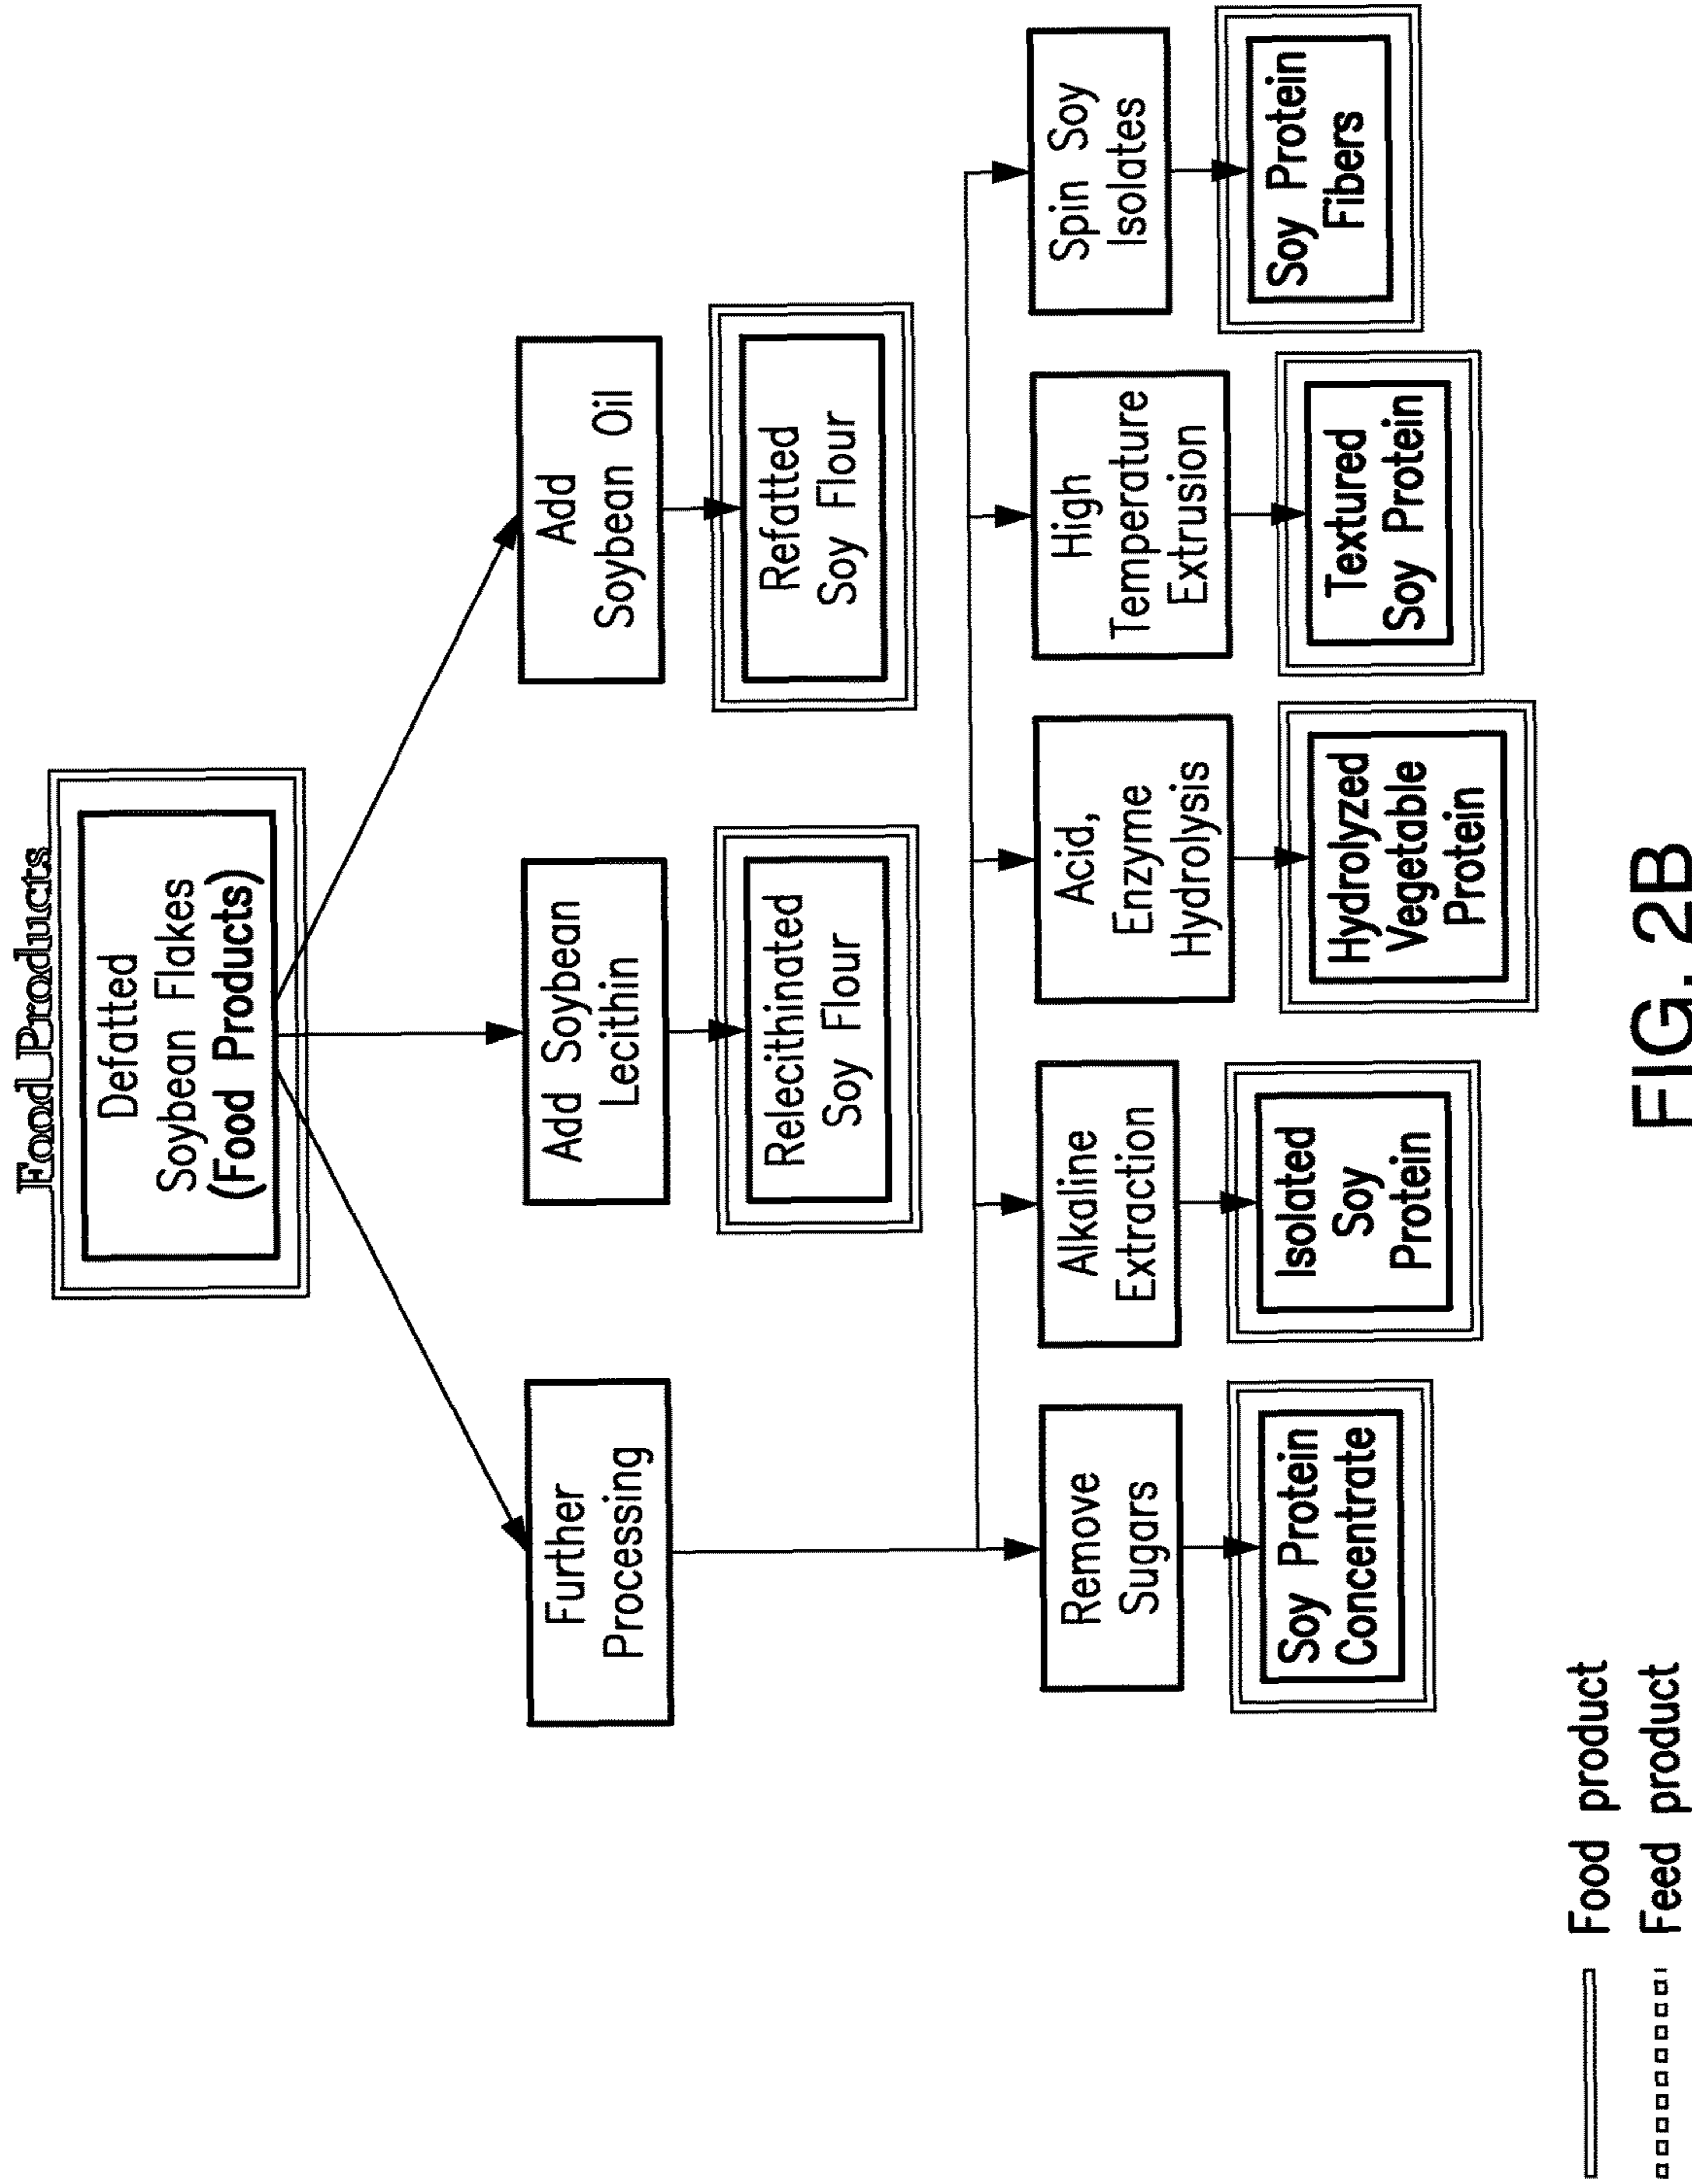 Food Products
Defatted
Soybean Flakes
(Food Products)
Further
Processing
Add Soybean
Lecithin
Add
Soybean Oil
Relecithinated
Soy Flour
Refatted
Soy Flour
Remove
Sugars
Alkaline
Extraction
Acid,
Enzyme
Hydrolysis
High
Temperature
Extrusion
Spin Soy
Isolates
Soy Protein
Concentrate
Isolated
Soy
Protein
Hydrolyzed
Vegetable
Protein
Textured
Soy Protein
Soy Protein
Fibers
Food product
Feed product
FIG. 2B